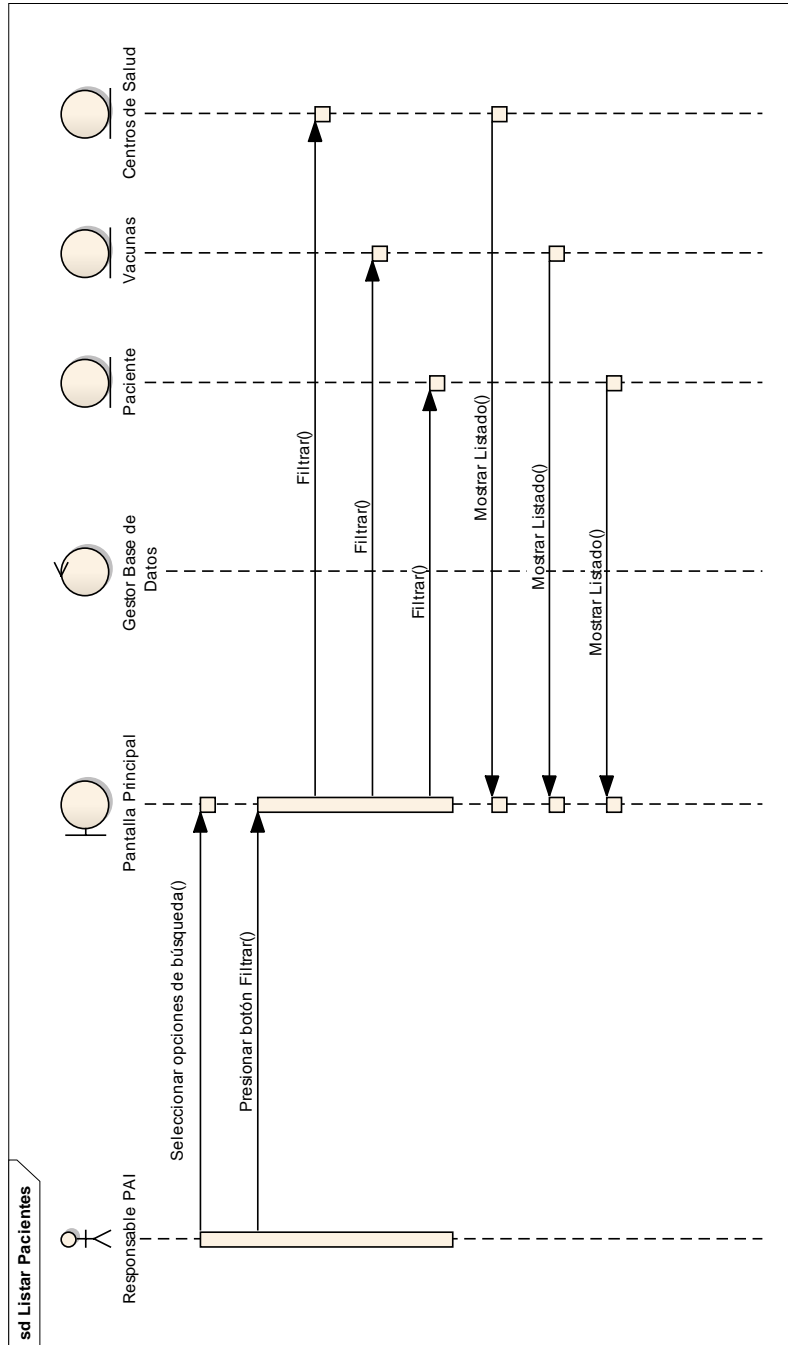 sd Listar Pacientes
Responsable PAI
Pantalla Principal
Gestor Base de
Datos
Paciente
Vacunas
Centros de Salud
Seleccionar opciones de búsqueda()
Presionar botón Filtrar()
Filtrar()
Filtrar()
Filtrar()
Mostrar Listado()
Mostrar Listado()
Mostrar Listado()